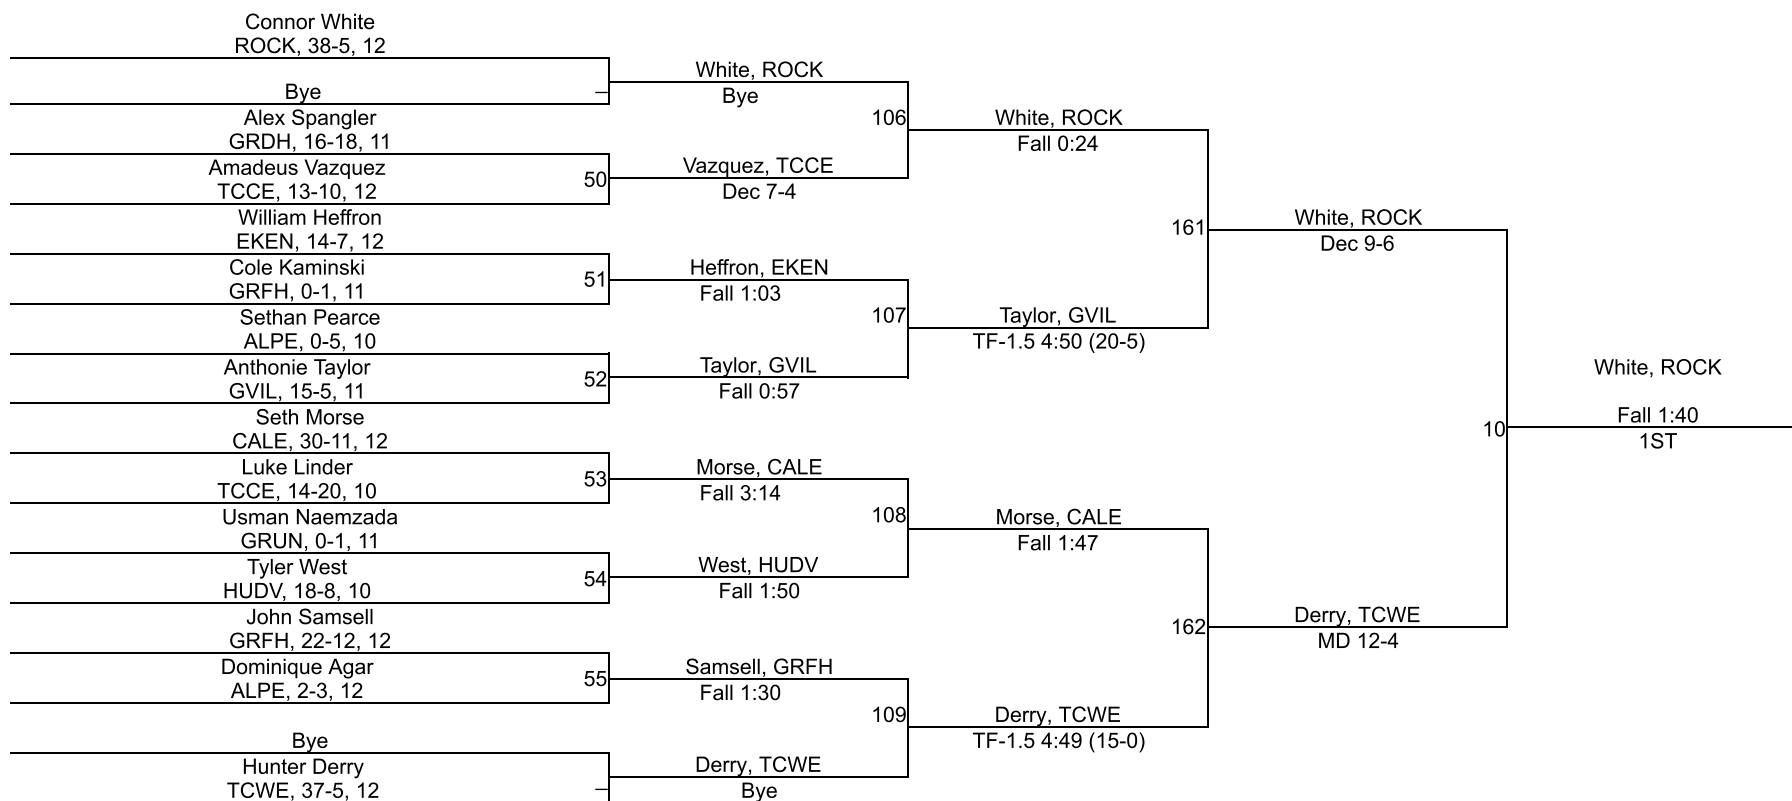 Connor White
ROCK, 38-5, 12
Bye
Alex Spangler
GRDH, 16-18, 11
Amadeus Vazquez
TCCE, 13-10, 12
William Heffron
EKEN, 14-7, 12
Cole Kaminski
GRFH, 0-1, 11
Sethan Pearce
ALPE, 0-5, 10
Anthonie Taylor
GVIL, 15-5, 11
Seth Morse
CALE, 30-11, 12
Luke Linder
TCCE, 14-20, 10
Usman Naemzada
GRUN, 0-1, 11
Tyler West
HUDV, 18-8, 10
John Samsell
GRFH, 22-12, 12
Dominique Agar
ALPE, 2-3, 12
Bye
Hunter Derry
TCWE, 37-5, 12
–
50
51
52
53
54
55
–
White, ROCK
Bye
Vazquez, TCCE
Dec 7-4
Heffron, EKEN
Fall 1:03
Taylor, GVIL
Fall 0:57
Morse, CALE
Fall 3:14
West, HUDV
Fall 1:50
Samsell, GRFH
Fall 1:30
Derry, TCWE
Bye
106
107
108
109
White, ROCK
Fall 0:24
Taylor, GVIL
TF-1.5 4:50 (20-5)
Morse, CALE
Fall 1:47
Derry, TCWE
TF-1.5 4:49 (15-0)
161
162
White, ROCK
Dec 9-6
Derry, TCWE
MD 12-4
10
White, ROCK
Fall 1:40
1ST